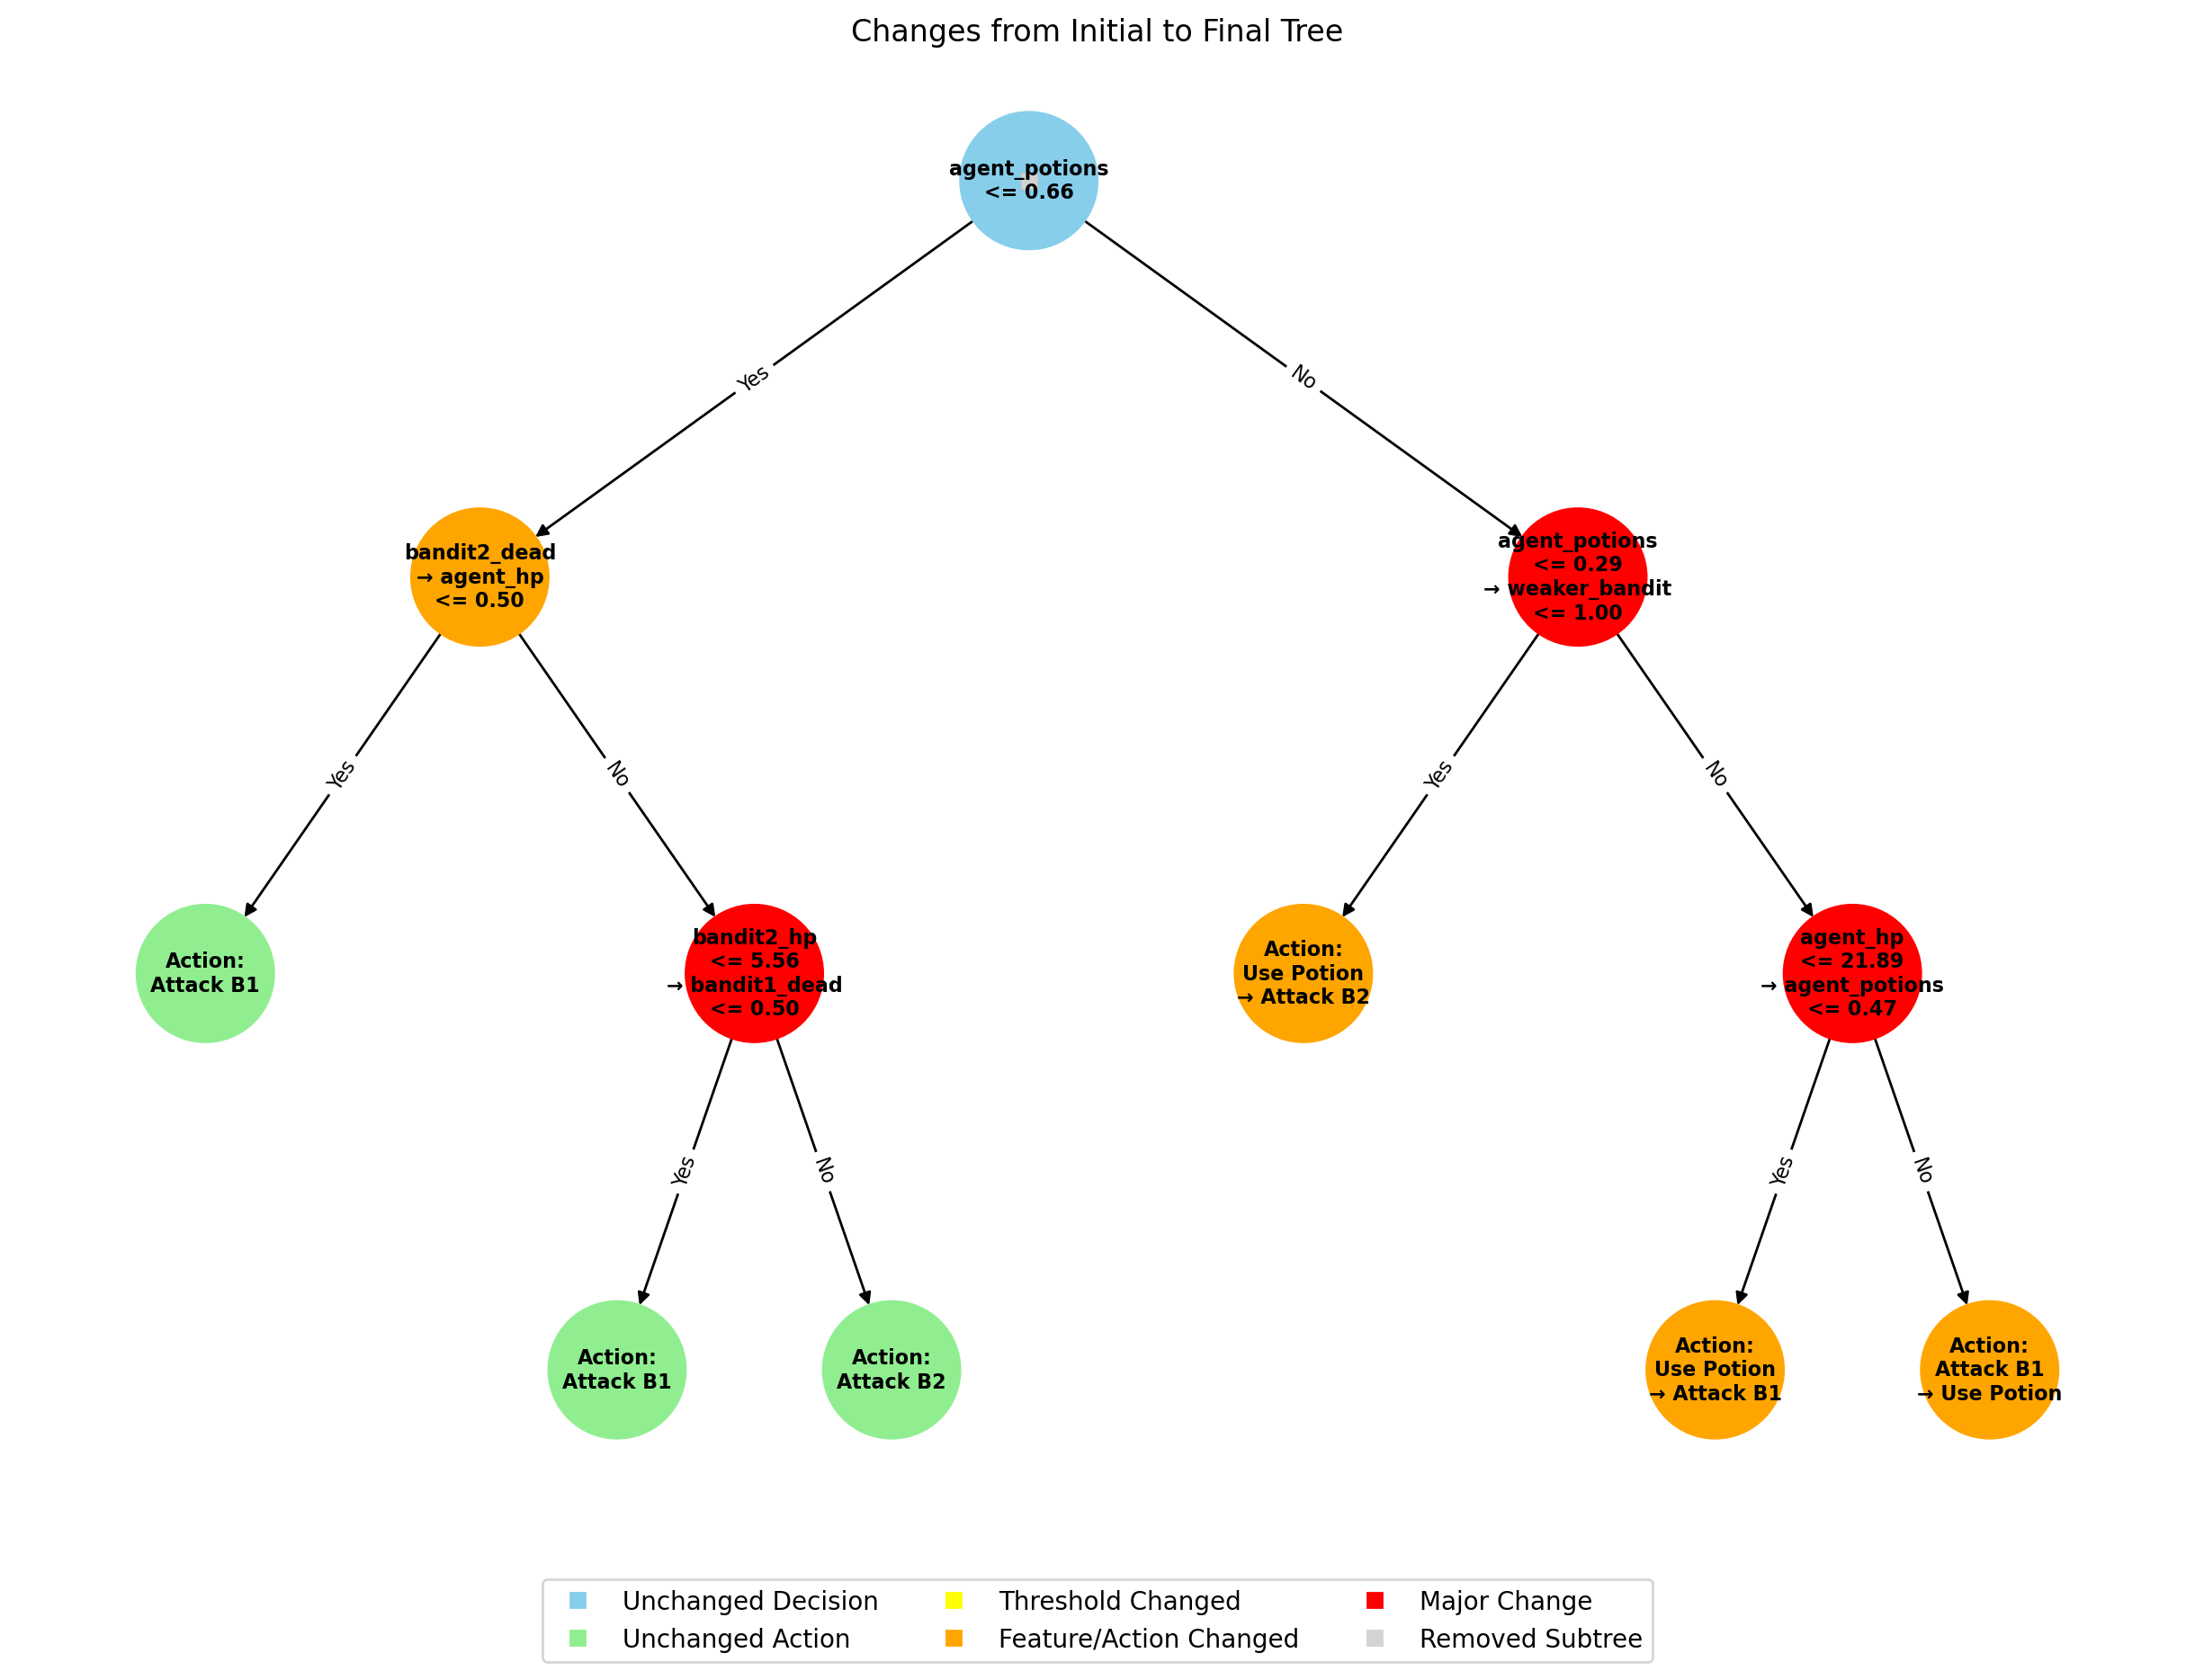 Changes from Initial to Final Tree
agent_potions
<= 0.66
Yes
No
bandit2_dead
→ agent_hp
<= 0.50
agent_potions
<= 0.29
→ weaker_bandit
<= 1.00
Yes
No
Yes
No
Action:
Attack B1
bandit2_hp
<= 5.56
→ bandit1_dead
<= 0.50
Action:
Use Potion
→ Attack B2
agent_hp
<= 21.89
→ agent_potions
<= 0.47
Yes
No
Yes
No
Action:
Attack B1
Action:
Attack B2
Action:
Use Potion
→ Attack B1
Action:
Attack B1
→ Use Potion
Unchanged Decision
Unchanged Action
Threshold Changed
Feature/Action Changed
Major Change
Removed Subtree